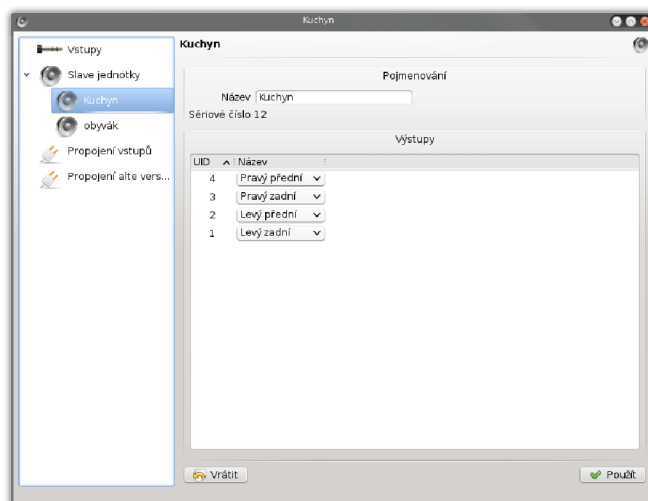 Kuchyn
Vstupy
Slave jednotky
Kuchyn
obyvák
Propojení vstupů
Propojení alte vers...
Kuchyn
Pojmenování
Název Kuchyn
Sériové číslo 12
Výstupy
UID Název
4 Pravý přední
3 Pravý zadní
2 Levý přední
1 Levý zadní
Vrátit
Použít